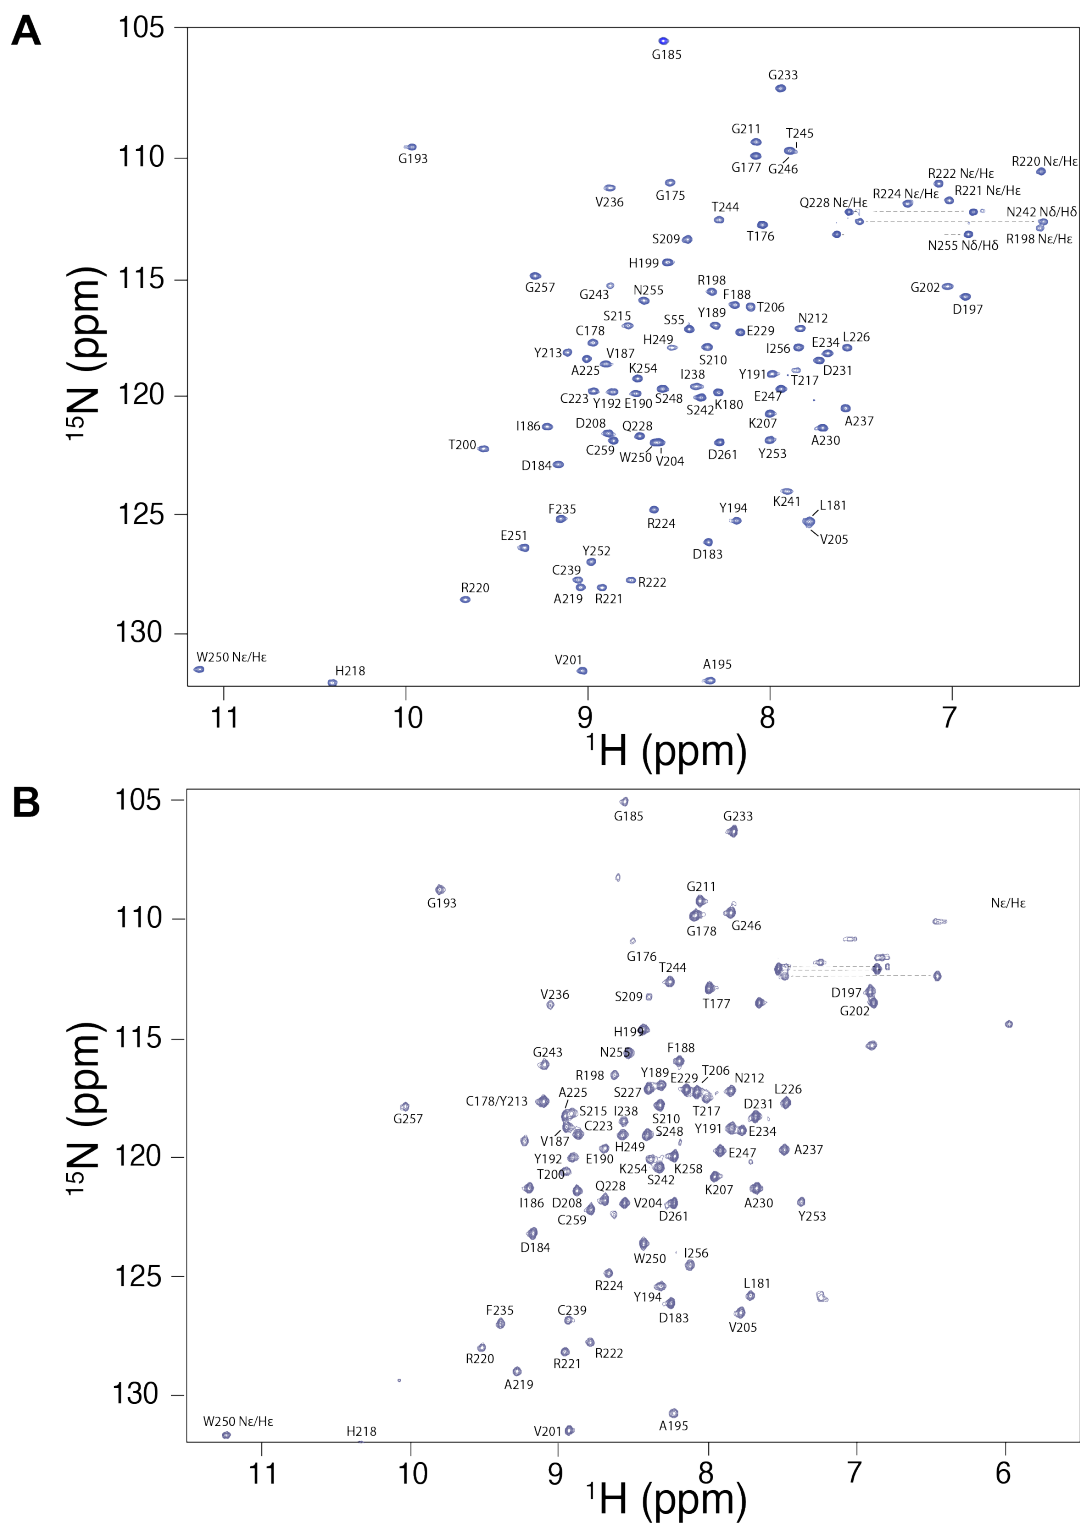 A
105
G185
G233
G211
T245
G193
110
G177
G246
R220 Nε/Hε
R222 Nε/Hε
R224 Nε/Hε
R221 Nε/Hε
V236
G175
Q228 Nε/Hε
T244
N242 Nδ/Hδ
T176
S209
N255 Nδ/Hδ
R198 Nε/Hε
H199
115
G257
G243
N255
R198
F188
T206
G202
D197
S215
S55
Y189
N212
C178
H249
E229
E234
L226
Y213
V187
S210
I256
D231
A225
K254
I238
Y191
T217
120
C223
Y192
E190
S248
S242
K180
E247
K207
A237
I186
D208
Q228
A230
T200
C259
W250
V204
D261
Y253
D184
K241
125
F235
R224
Y194
L181
V205
E251
Y252
D183
C239
R222
R220
A219
R221
130
W250 Nε/Hε
H218
V201
A195
15N (ppm)
11
10
9
8
7
1H (ppm)
B
105
G185
G233
G193
G211
110
G178
G246
Nε/Hε
G176
T244
V236
S209
T177
D197
G202
H199
115
G243
N255
F188
R198
Y189
E229
T206
N212
L226
C178/Y213
A225
S227
G257
S215
I238
S210
T217
D231
C223
S248
Y191
E234
V187
H249
120
Y192
E190
K254
K258
E247
A237
T200
S242
I186
D208
Q228
V204
K207
A230
C259
D261
Y253
D184
W250
I256
125
R224
Y194
L181
F235
C239
D183
V205
R220
R221
R222
A219
130
W250 Nε/Hε
H218
V201
A195
15N (ppm)
11
10
9
8
7
6
1H (ppm)